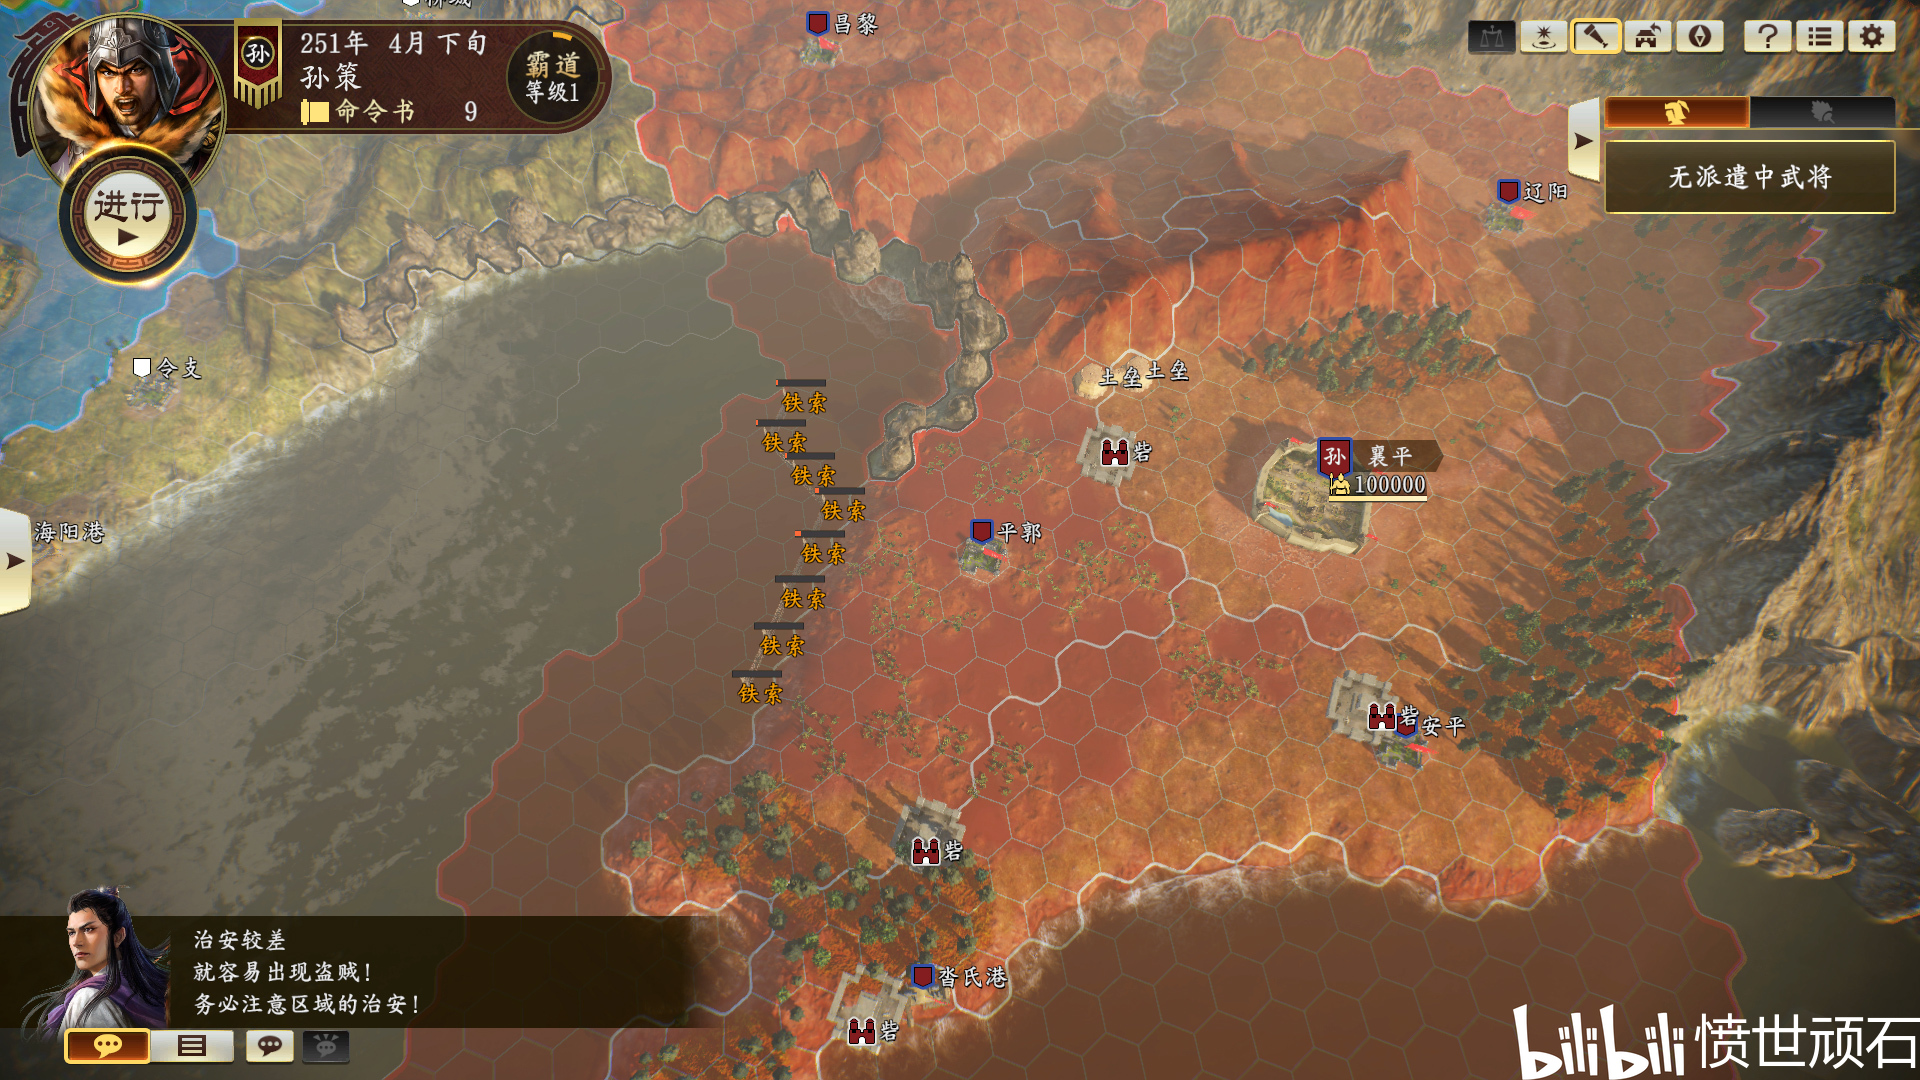 昌黎
孙
251年 4月下旬
孙策
命令书 9
霸道
等级1
进行
无派遣中武将
辽阳
令支
海阳港
土垒
土垒
铁索
铁索
铁索
铁索
铁索
铁索
铁索
铁索
砦
孙 襄平
100000
平郭
砦
安平
砦
沓氏港
砦
治安较差
就容易出现盗贼！
务必注意区域的治安！
bilibili 愤世顽石